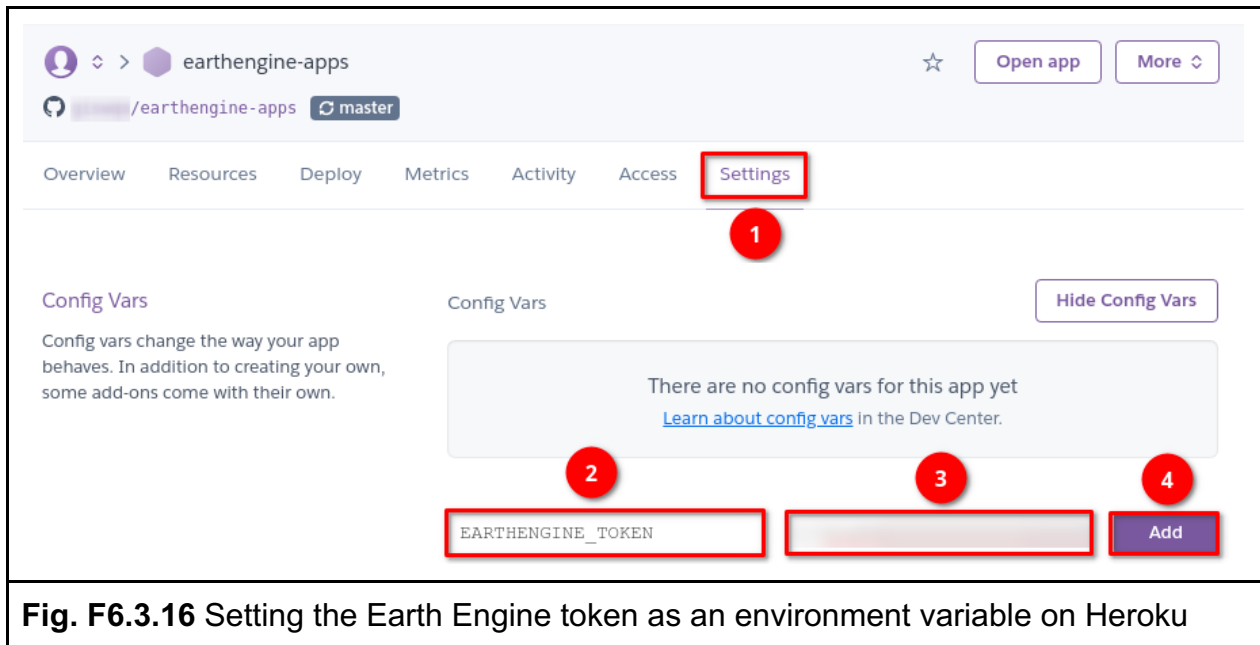 earthengine-apps
Open app
More
/earthengine-apps master
Overview Resources Deploy Metrics Activity Access Settings
1
Config Vars
Config vars change the way your app
behaves. In addition to creating your own,
some add-ons come with their own.
Config Vars
Hide Config Vars
There are no config vars for this app yet
Learn about config vars in the Dev Center.
2
3
4
EARTHENGINE_TOKEN
Add
Fig. F6.3.16 Setting the Earth Engine token as an environment variable on Heroku